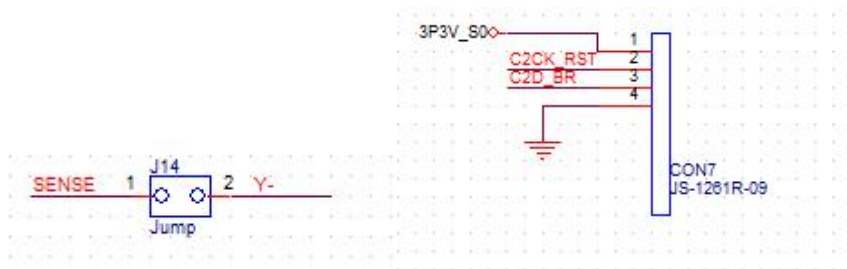 3P3V_S0
1
C2CK_RST
2
C2D_BR
3
4
CON7
JS-1261R-09
J14
SENSE 1 2 Y-
Jump